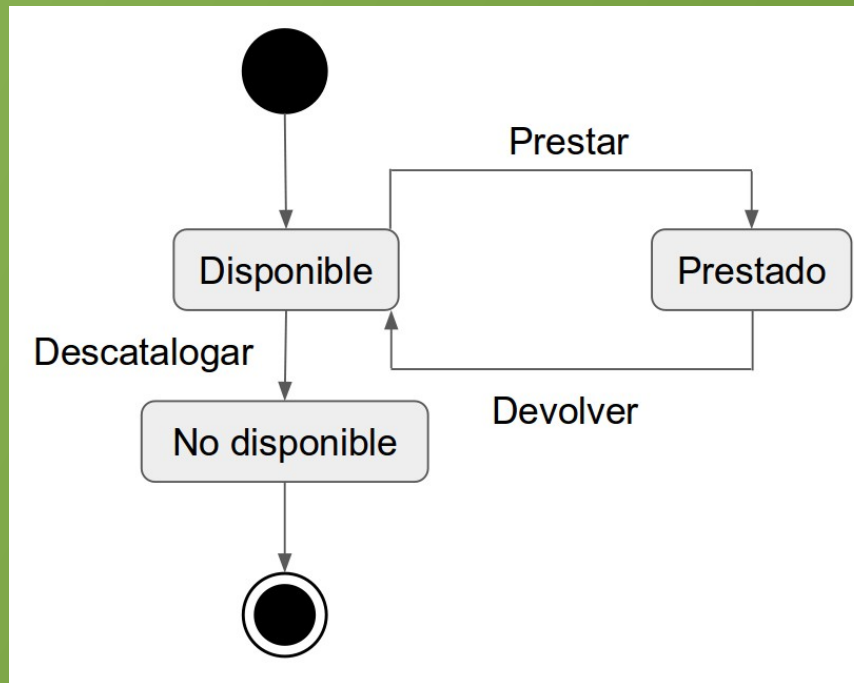 Prestar
Disponible
Prestado
Descatalogar
Devolver
No disponible